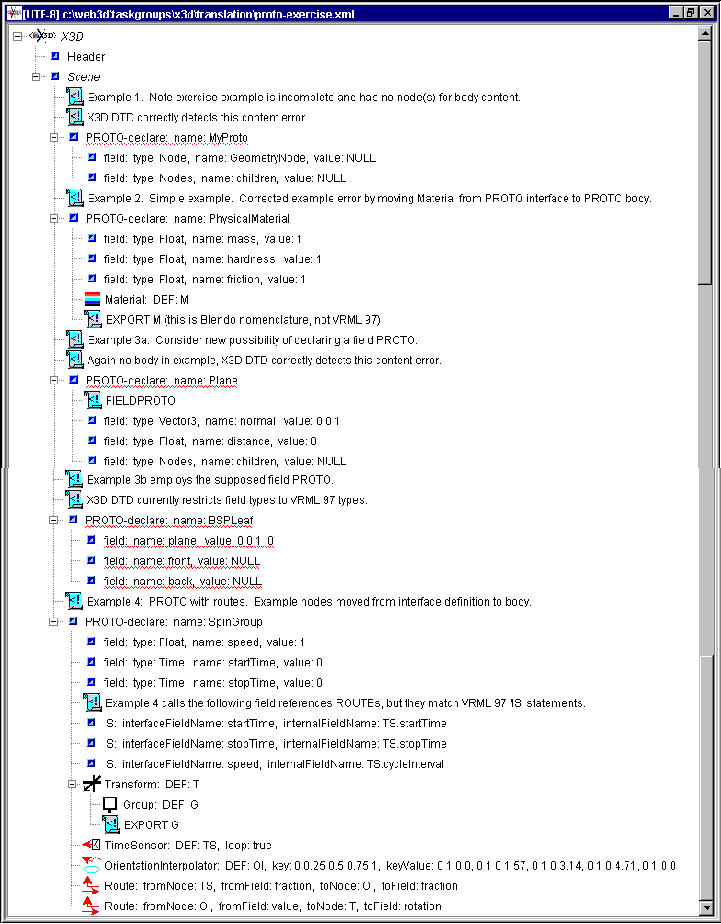 [UTF-8] c:\web3d\taskgroups\x3d\translation\proto-exercise.xml
X3D
Header
Scene
Example 1. Note exercise example is incomplete and has no node(s) for body content.
X3D DTD correctly detects this content error
PROTO-declare: name: MyProto
field: type: Node, name: GeometryNode, value: NULL
field: type: Nodes, name: children, value: NULL
Example 2. Simple example. Corrected example error by moving Material from PROTO interface to PROTO body.
PROTO-declare: name: PhysicalMaterial
field: type: Float, name: mass, value: 1
field: type: Float, name: hardness, value: 1
field: type: Float, name: friction, value: 1
Material: DEF: M
EXPORT M (this is Blendo nomenclature, not VRML 97)
Example 3a. Consider new possibility of declaring a field PROTO.
Again no body in example, X3D DTD correctly detects this content error.
PROTO-declare: name: Plane
FIELDPROTO
field: type: Vector3, name: normal, value: 0 0 1
field: type: Float, name: distance, value: 0
field: type: Nodes, name: children, value: NULL
Example 3b employs the supposed field PROTO.
X3D DTD currently restricts field types to VRML 97 types.
PROTO-declare: name: BSPLeaf
field: name: plane, value: 0 0 1, 0
field: name: front, value: NULL
field: name: back, value: NULL
Example 4: PROTO with routes. Example nodes moved from interface definition to body.
PROTO-declare: name: SpinGroup
field: type: Float, name: speed, value: 1
field: type: Time, name: startTime, value: 0
field: type: Time, name: stopTime, value: 0
Example 4 calls the following field references ROUTEs, but they match VRML 97 'IS' statements.
IS: interfaceFieldName: startTime, internalFieldName: TS.startTime
IS: interfaceFieldName: stopTime, internalFieldName: TS.stopTime
IS: interfaceFieldName: speed, internalFieldName: TS.cycleInterval
Transform: DEF: T
Group: DEF: G
EXPORT G
TimeSensor: DEF: TS, loop: true
OrientationInterpolator: DEF: OI, key: 0 0.25 0.5 0.75 1, keyValue: 0 1 0 0, 0 1 0 1.57, 0 1 0 3.14, 0 1 0 4.71, 0 1 0 0
Route: fromNode: TS, fromField: fraction, toNode: OI, toField: fraction
Route: fromNode: OI, fromField: value, toNode: T, toField: rotation